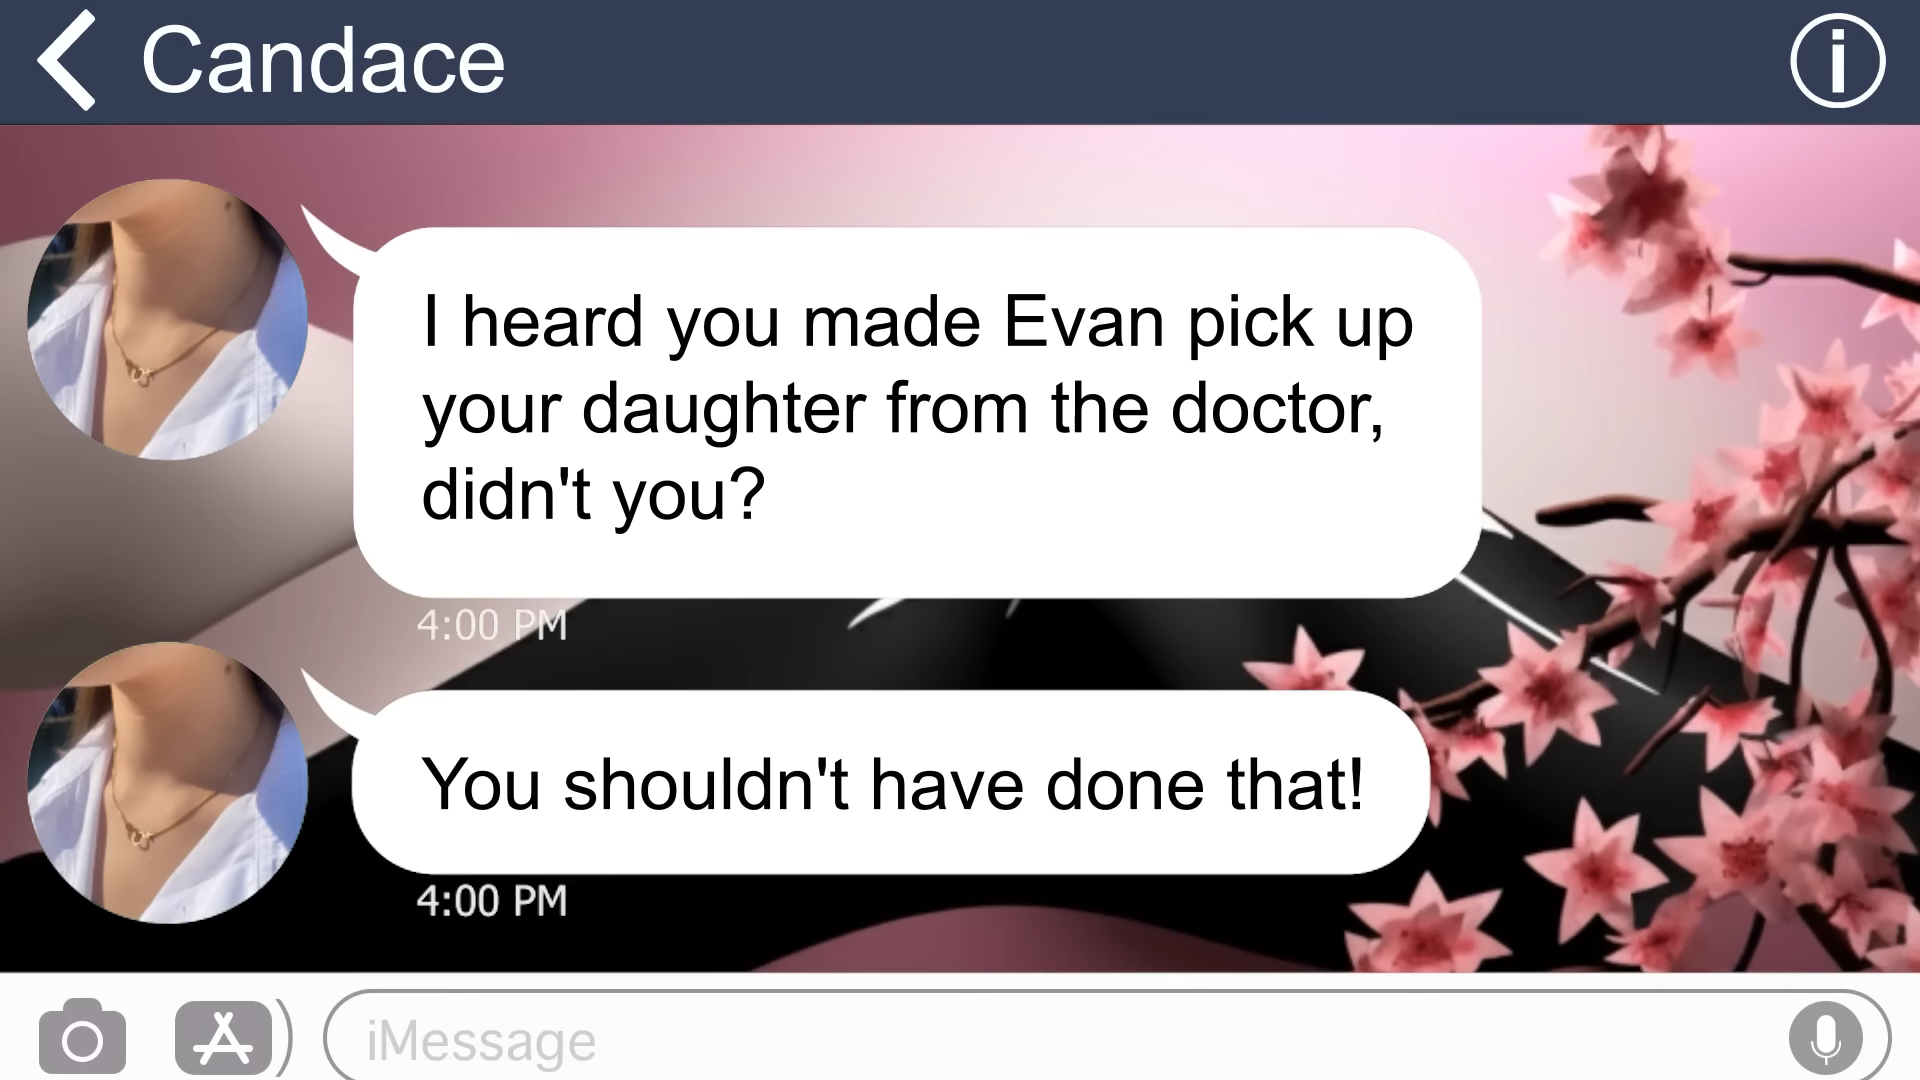 Candace
I heard you made Evan pick up
your daughter from the doctor,
didn't you?
4:00 PM
You shouldn't have done that!
4:00 PM
iMessage